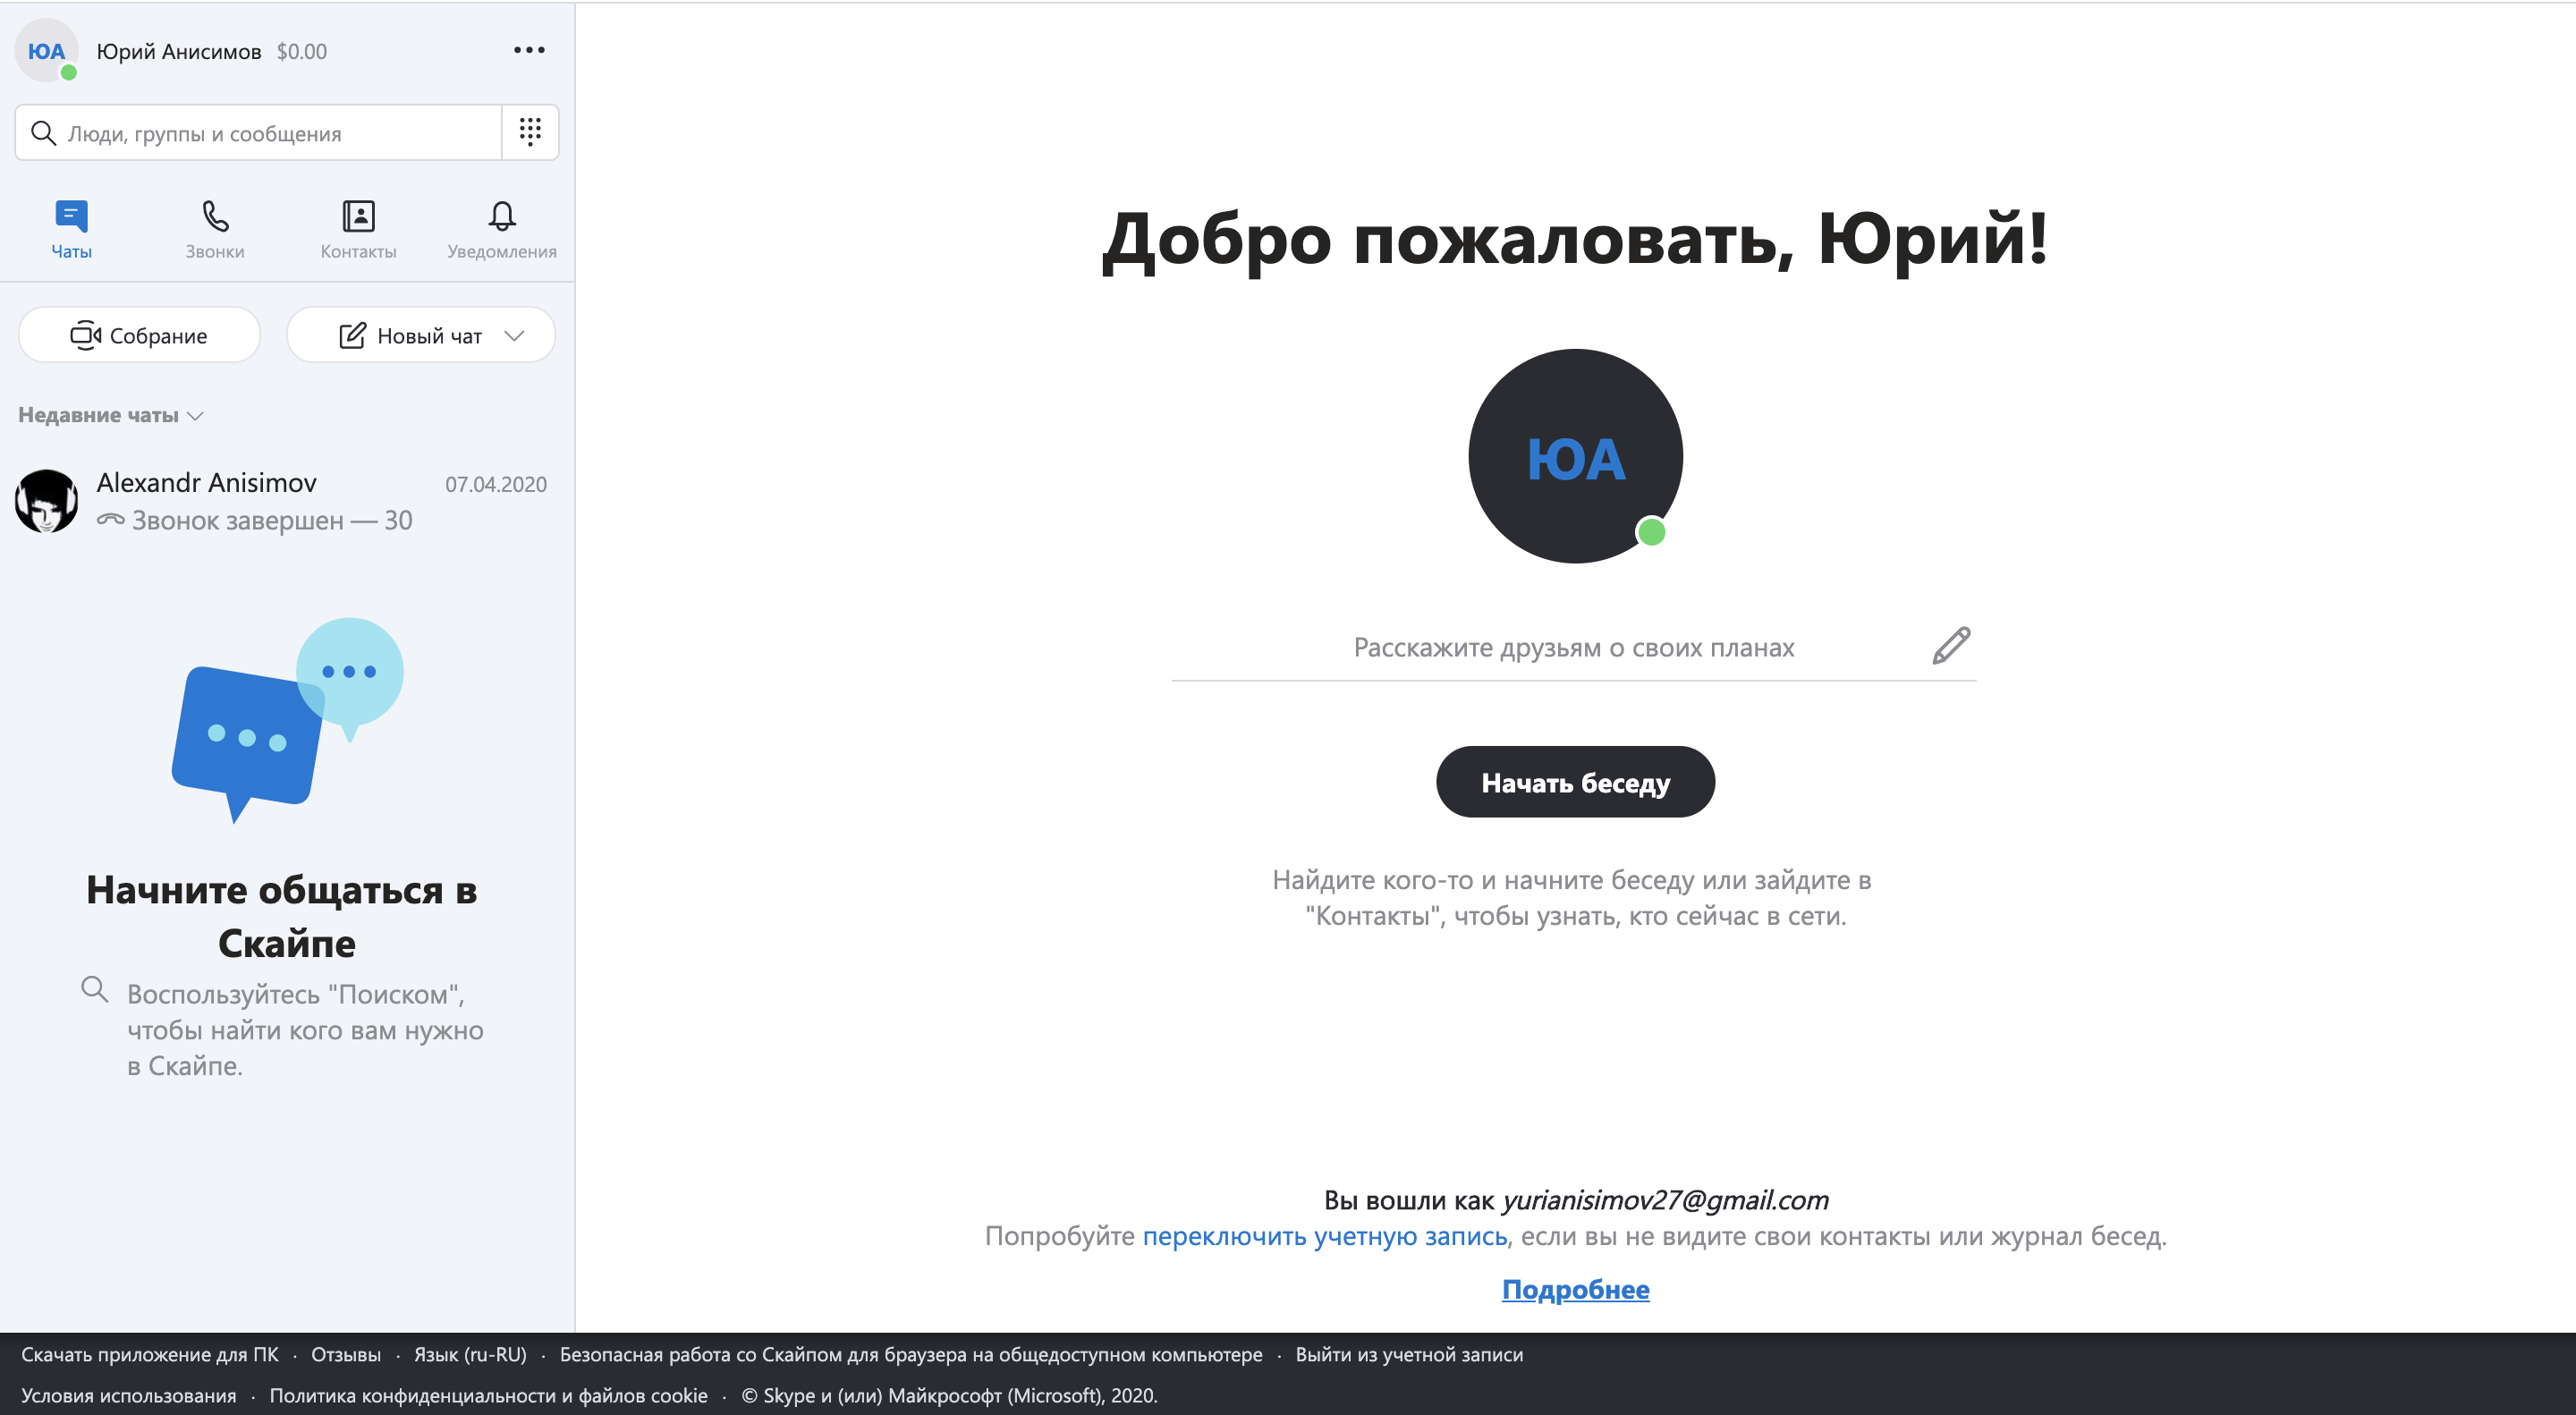 ЮА Юрий Анисимов $0.00
Люди, группы и сообщения
Чаты Звонки Контакты Уведомления
Собрание Новый чат
Недавние чаты
Alexandr Anisimov 07.04.2020
Звонок завершен — 30
Начните общаться в
Скайпе
Воспользуйтесь "Поиском",
чтобы найти кого вам нужно
в Скайпе.
Добро пожаловать, Юрий!
ЮА
Расскажите друзьям о своих планах
Начать беседу
Найдите кого-то и начните беседу или зайдите в
"Контакты", чтобы узнать, кто сейчас в сети.
Вы вошли как yurianisimov27@gmail.com
Попробуйте переключить учетную запись, если вы не видите свои контакты или журнал бесед.
Подробнее
Скачать приложение для ПК · Отзывы · Язык (ru-RU) · Безопасная работа со Скайпом для браузера на общедоступном компьютере · Выйти из учетной записи
Условия использования · Политика конфиденциальности и файлов cookie · © Skype и (или) Майкрософт (Microsoft), 2020.